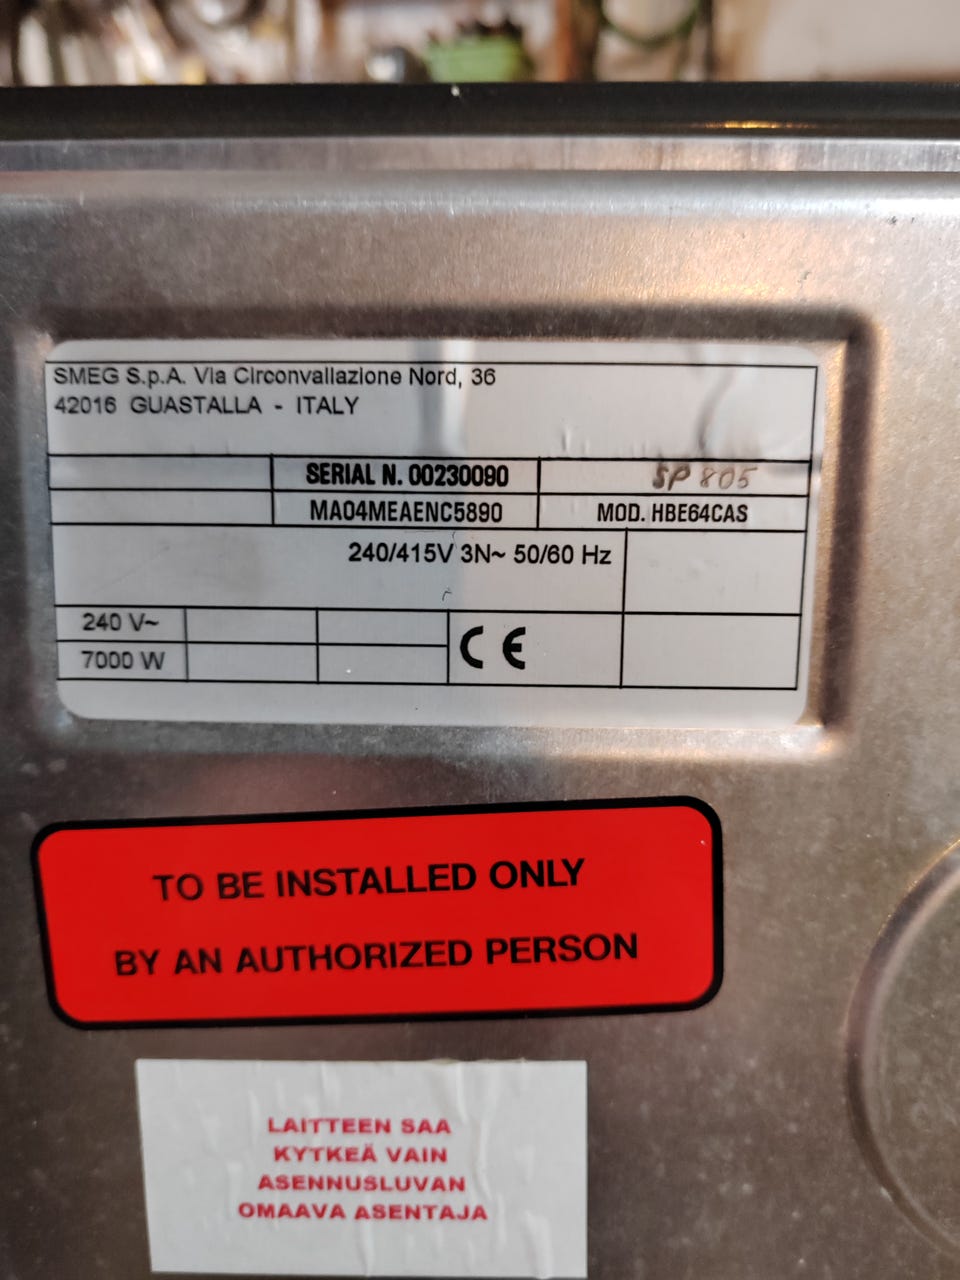 SMEG S.p.A. Via Circonvallazione Nord, 36
42016 GUASTALLA - ITALY
SERIAL N. 00230090 SP 805
MA04MEAENC5890 MOD. HBE64CAS
240/415V 3N~ 50/60 Hz
240 V~
7000 W
CE
TO BE INSTALLED ONLY
BY AN AUTHORIZED PERSON
LAITTEEN SAA
KYTKEÄ VAIN
ASENNUSLUVAN
OMAAVA ASENTAJA